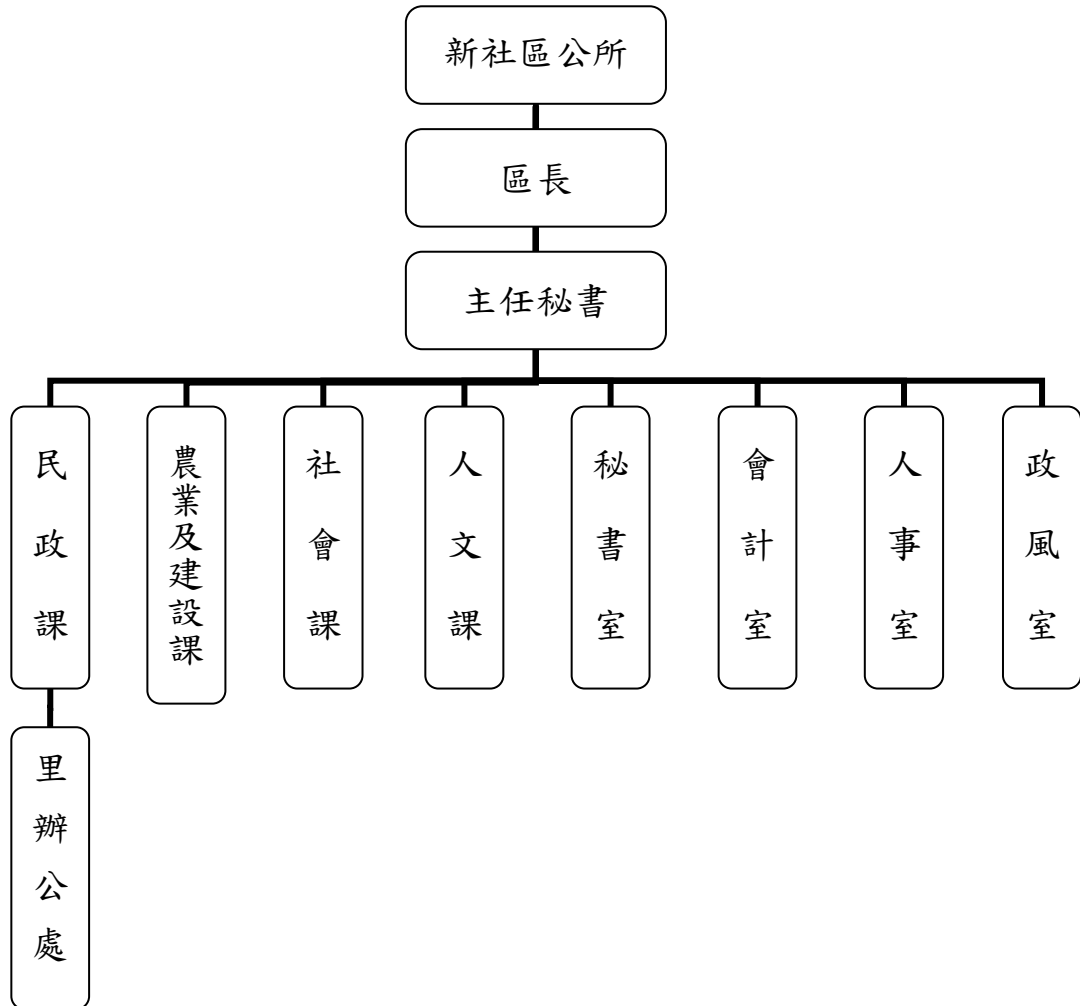 新社區公所
區長
主任秘書
民政課
農業及建設課
社會課
人文課
秘書室
會計室
人事室
政風室
里辦公處